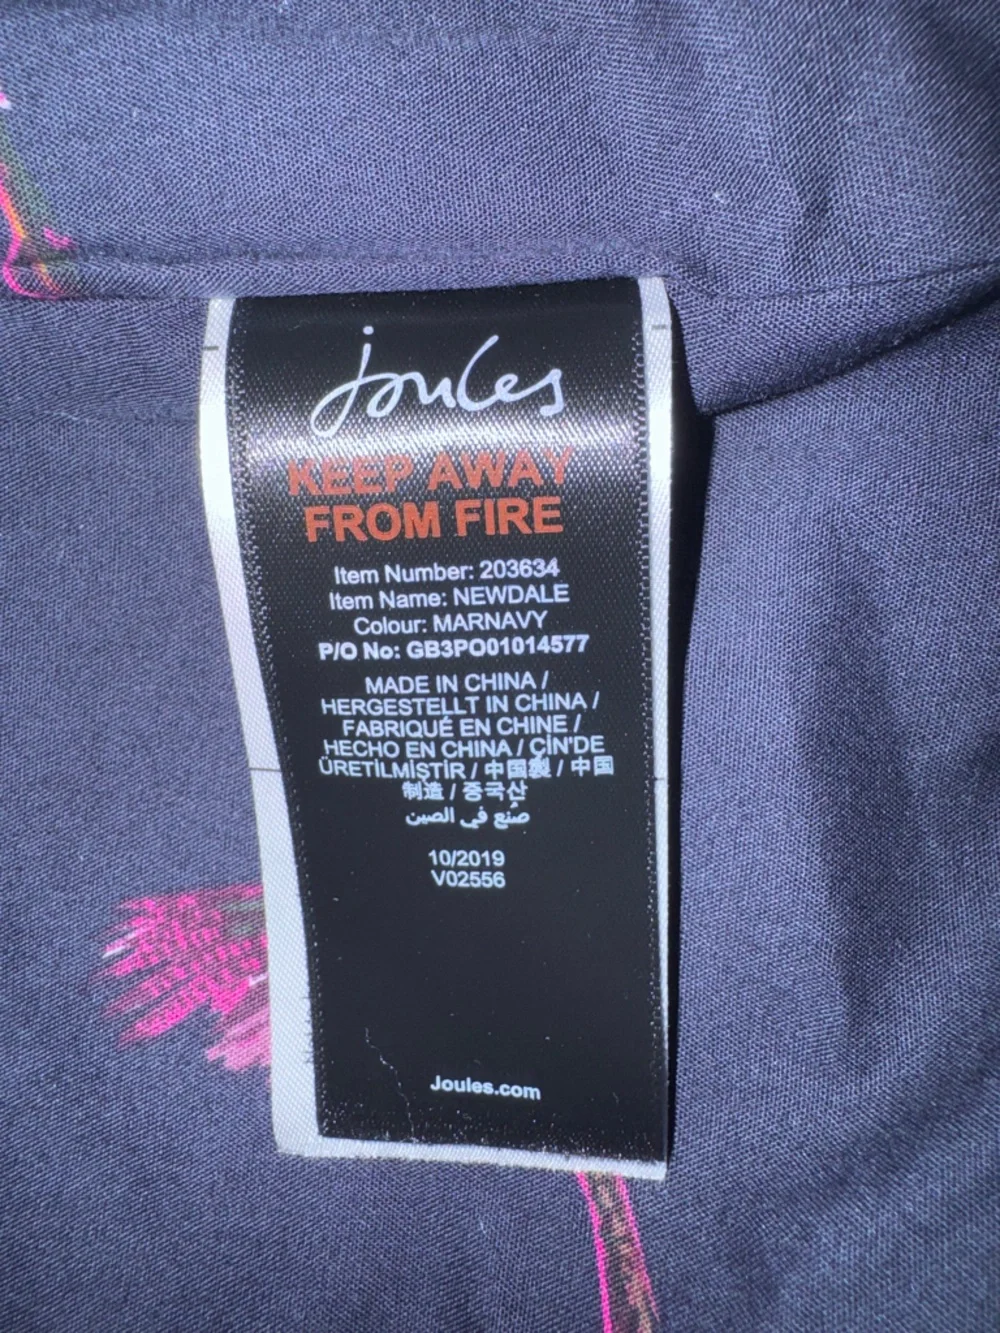 Joules
KEEP AWAY
FROM FIRE
Item Number: 203634
Item Name: NEWDALE
Colour: MARNAVY
P/O No: GB3PO01014577
MADE IN CHINA /
HERGESTELLT IN CHINA /
FABRIQUÉ EN CHINE /
HECHO EN CHINA / ÇİN'DE
ÜRETİLMİŞTİR / 中国製 / 中国
制造 / 중국산
صُنع في الصين
10/2019
V02556
Joules.com